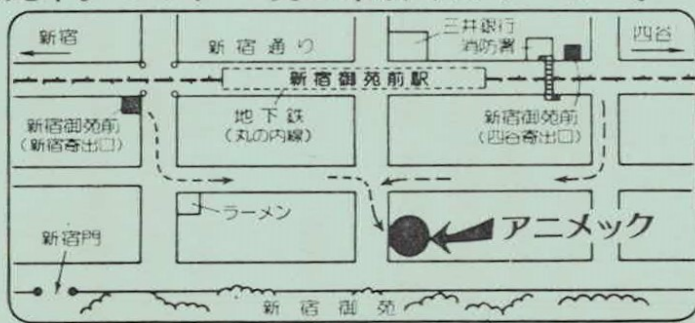 新宿
新宿通り
三井銀行
消防署
四谷
新宿御苑前駅
新宿御苑前
(新宿寄出口)
地下鉄
(丸の内線)
新宿御苑前
(四谷寄出口)
ラーメン
アニメック
新宿門
新宿御苑